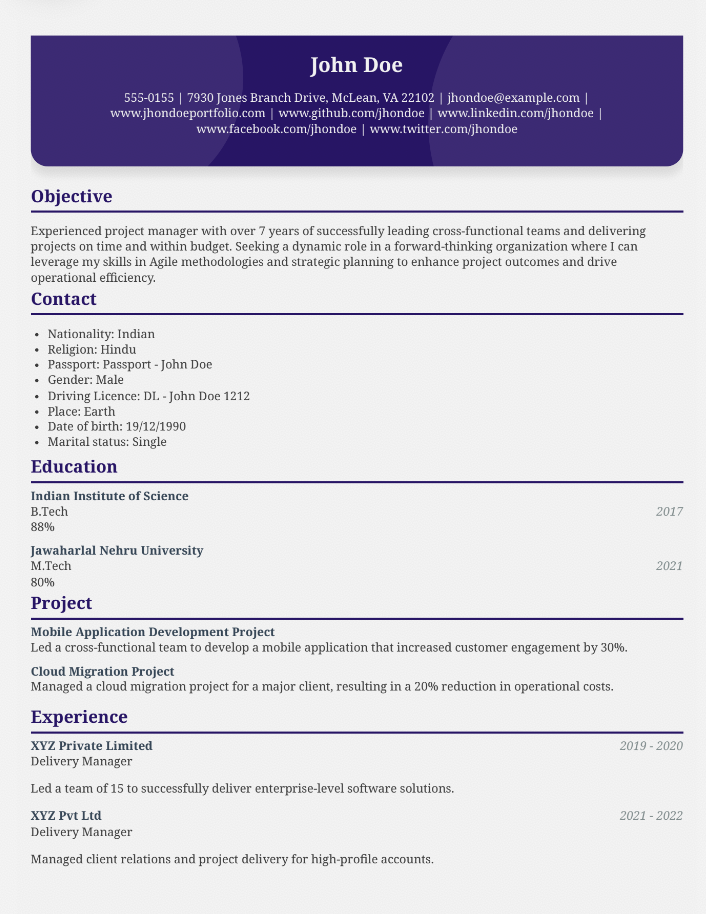 John Doe
555-0155 | 7930 Jones Branch Drive, McLean, VA 22102 | jhondoe@example.com |
www.jhondoeportfolio.com | www.github.com/jhondoe | www.linkedin.com/jhondoe |
www.facebook.com/jhondoe | www.twitter.com/jhondoe
Objective
Experienced project manager with over 7 years of successfully leading cross-functional teams and delivering
projects on time and within budget. Seeking a dynamic role in a forward-thinking organization where I can
leverage my skills in Agile methodologies and strategic planning to enhance project outcomes and drive
operational efficiency.
Contact
• Nationality: Indian
• Religion: Hindu
• Passport: Passport - John Doe
• Gender: Male
• Driving Licence: DL - John Doe 1212
• Place: Earth
• Date of birth: 19/12/1990
• Marital status: Single
Education
Indian Institute of Science
B.Tech 2017
88%
Jawaharlal Nehru University
M.Tech 2021
80%
Project
Mobile Application Development Project
Led a cross-functional team to develop a mobile application that increased customer engagement by 30%.
Cloud Migration Project
Managed a cloud migration project for a major client, resulting in a 20% reduction in operational costs.
Experience
XYZ Private Limited 2019 - 2020
Delivery Manager
Led a team of 15 to successfully deliver enterprise-level software solutions.
XYZ Pvt Ltd 2021 - 2022
Delivery Manager
Managed client relations and project delivery for high-profile accounts.